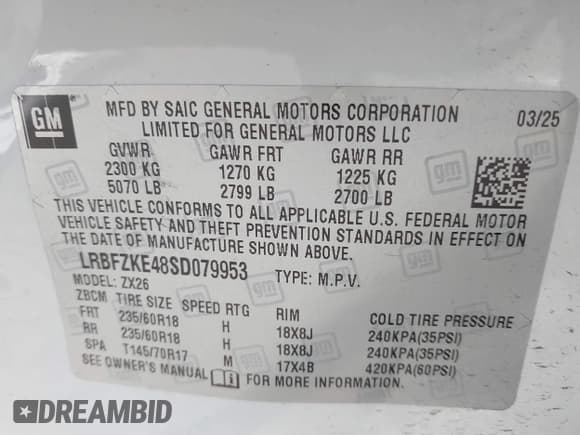 GM
MFD BY SAIC GENERAL MOTORS CORPORATION 03/25
LIMITED FOR GENERAL MOTORS LLC
GVWR GAWR FRT GAWR RR
2300 KG 1270 KG 1225 KG
5070 LB 2799 LB 2700 LB
THIS VEHICLE CONFORMS TO ALL APPLICABLE U.S. FEDERAL MOTOR
VEHICLE SAFETY AND THEFT PREVENTION STANDARDS IN EFFECT ON
THE DATE OF MANUFACTURE SHOWN ABOVE.
LRBFZKE48SD079953 TYPE: M.P.V.
MODEL: ZX26
ZBCM TIRE SIZE SPEED RTG RIM COLD TIRE PRESSURE
FRT 235/60R18 H 18X8J 240KPA(35PSI)
RR 235/60R18 H 18X8J 240KPA(35PSI)
SPA T145/70R17 M 17X4B 420KPA(60PSI)
SEE OWNER'S MANUAL FOR MORE INFORMATION.
DREAMBID